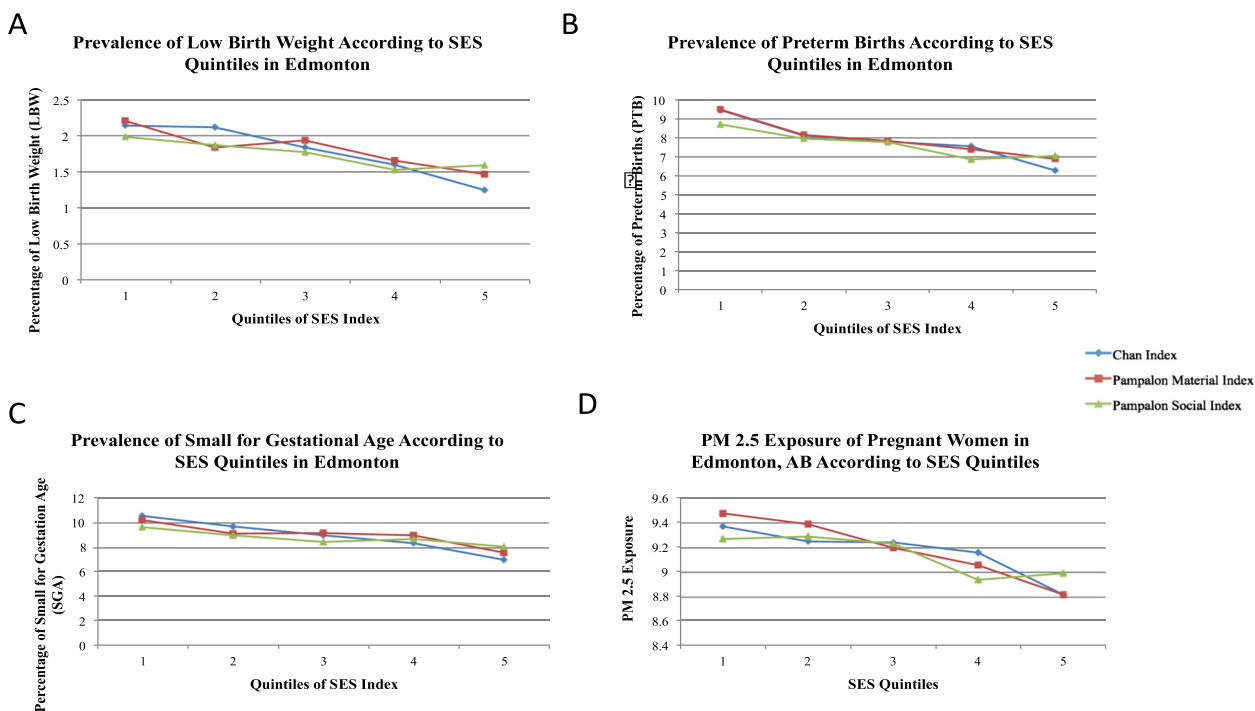 A
Prevalence of Low Birth Weight According to SES
Quintiles in Edmonton
Percentage of Low Birth Weight (LBW)
2.5
2
1.5
1
0.5
0
1 2 3 4 5
Quintiles of SES Index
B
Prevalence of Preterm Births According to SES
Quintiles in Edmonton
Percentage of Preterm Births (PTB)
?
10
9
8
7
6
5
4
3
2
1
0
1 2 3 4 5
Quintiles of SES Index
Chan Index
Pampalon Material Index
Pampalon Social Index
C
Prevalence of Small for Gestational Age According to
SES Quintiles in Edmonton
Percentage of Small for Gestation Age
(SGA)
12
10
8
6
4
2
0
1 2 3 4 5
Quintiles of SES Index
D
PM 2.5 Exposure of Pregnant Women in
Edmonton, AB According to SES Quintiles
PM 2.5 Exposure
9.6
9.4
9.2
9
8.8
8.6
8.4
1 2 3 4 5
SES Quintiles